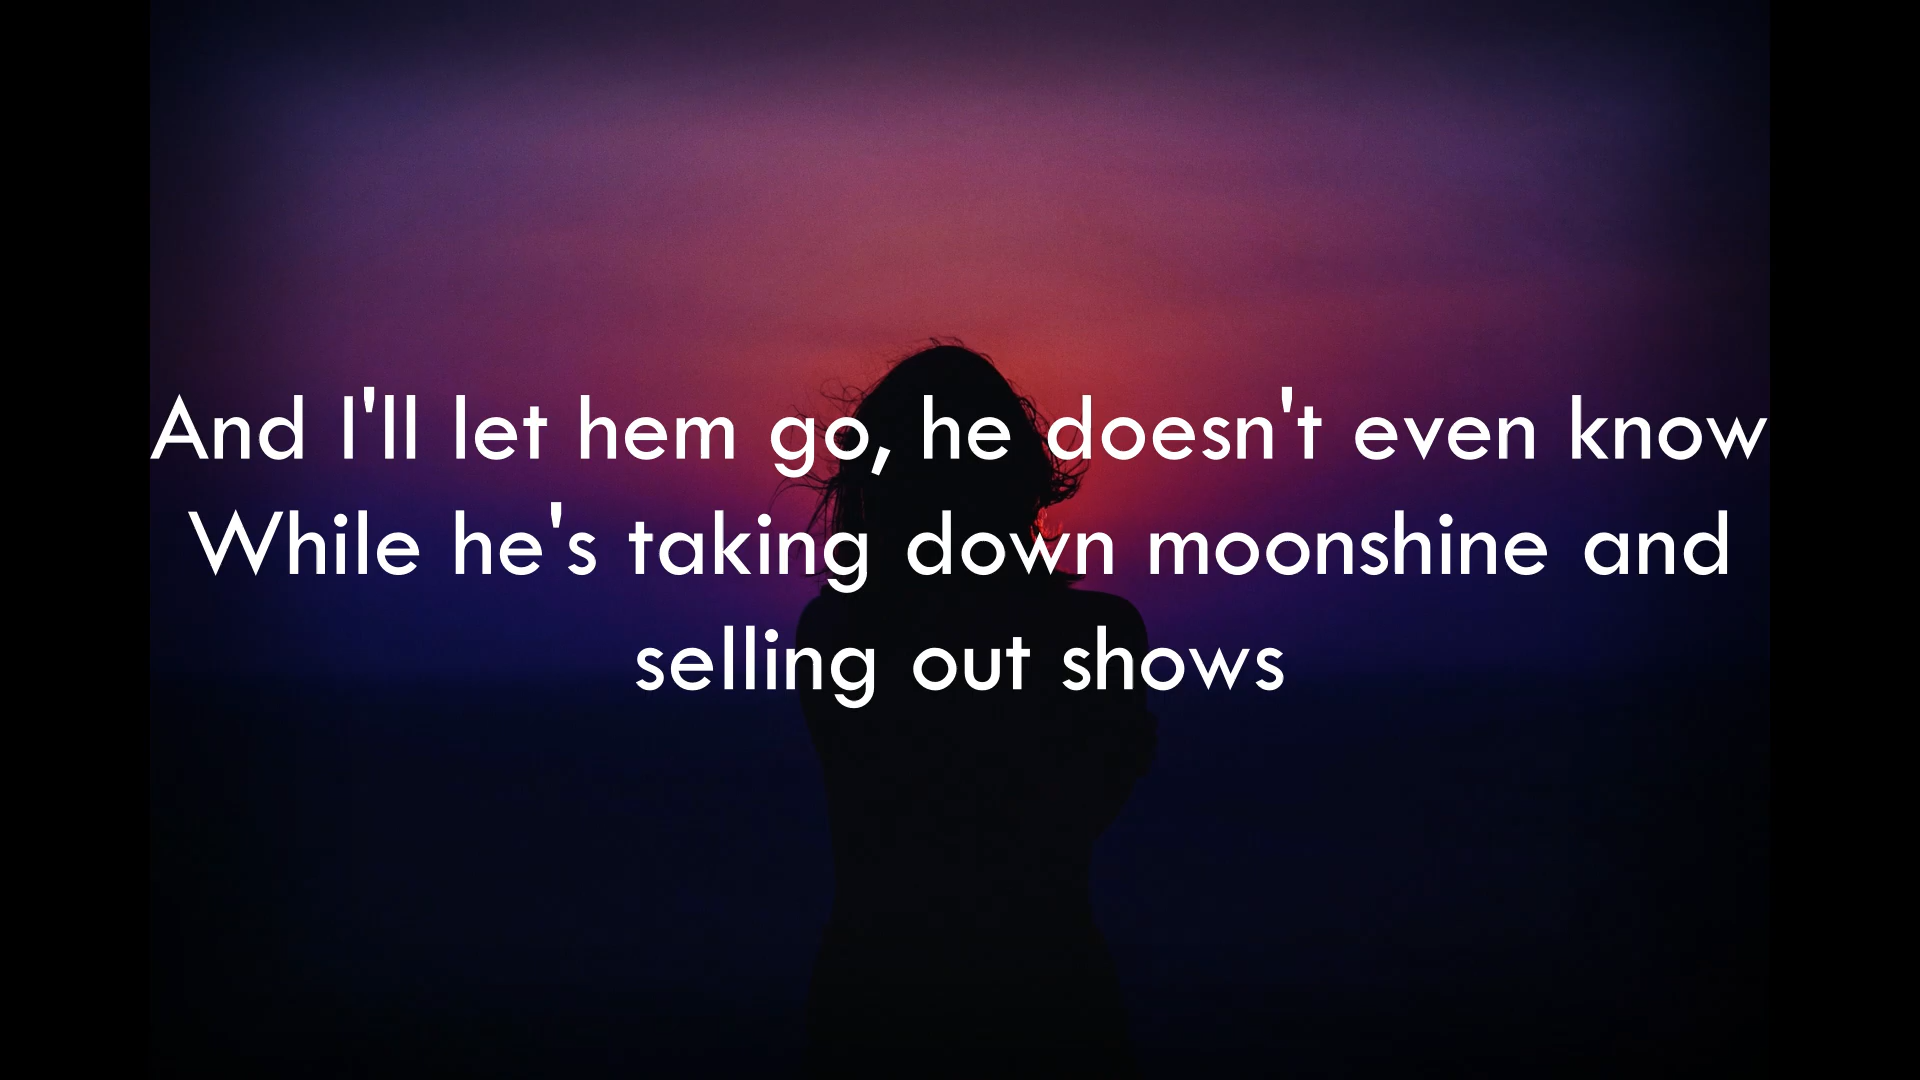 And I'll let hem go, he doesn't even know
While he's taking down moonshine and
selling out shows